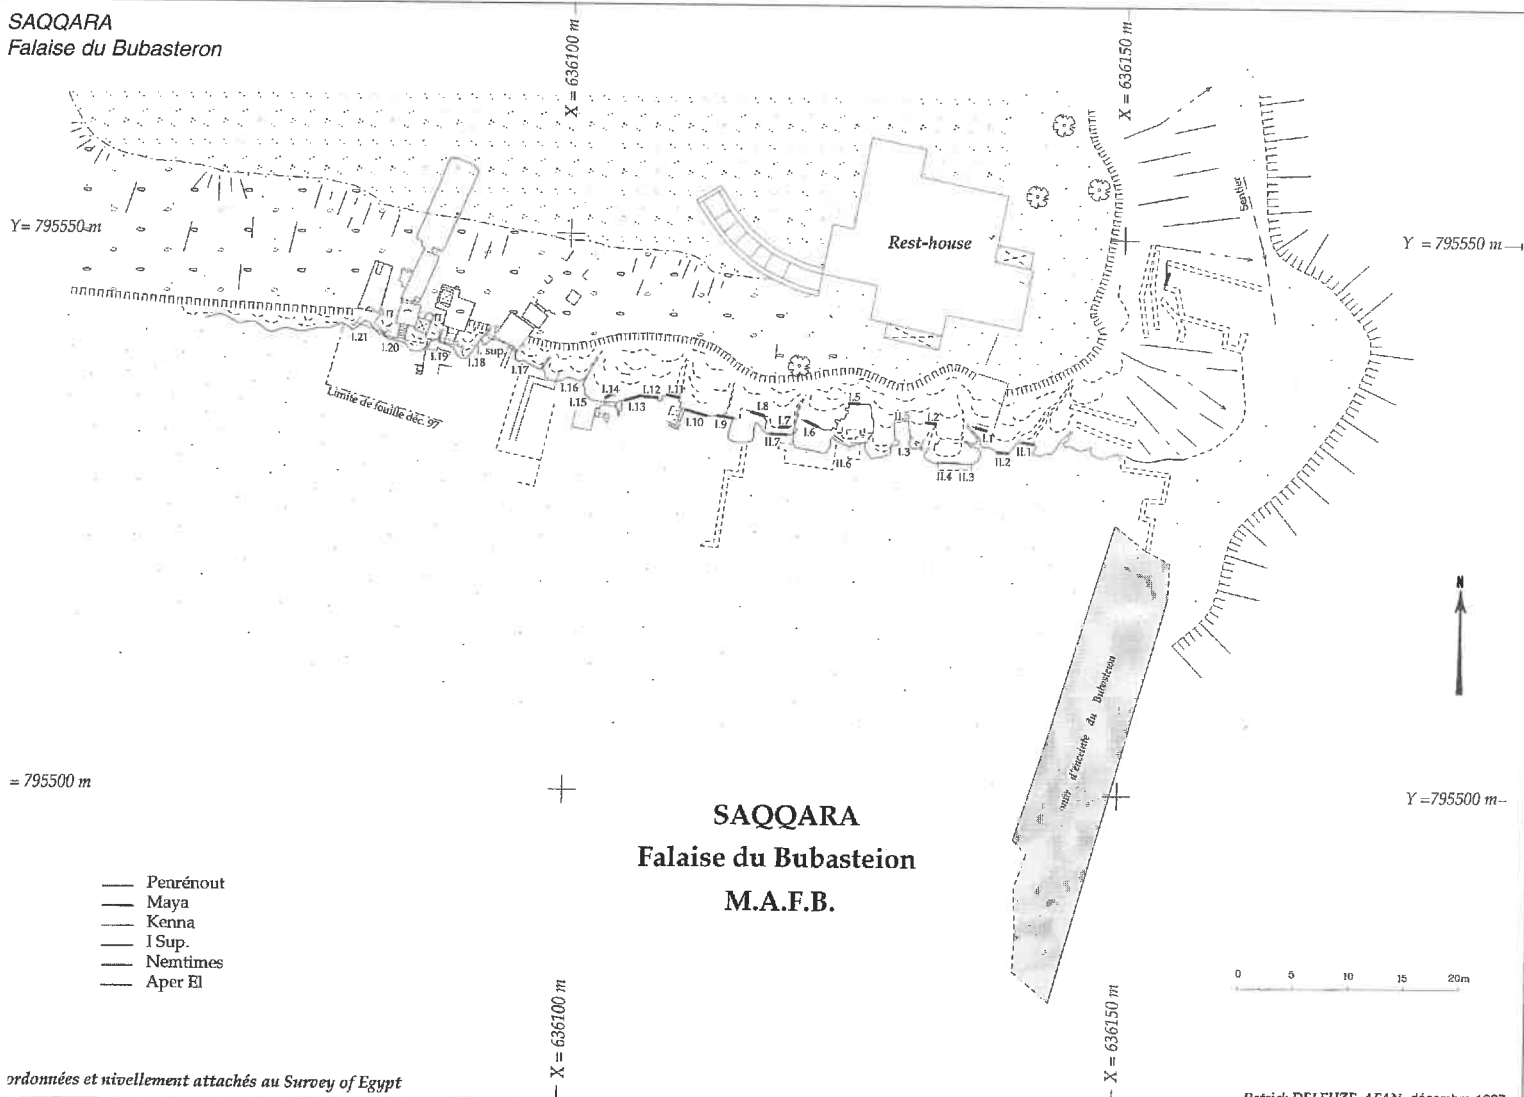 SAQQARA
Falaise du Bubasteron
X = 636100 m
X = 636150 m
Sentier
Y= 795550 m
Rest-house
Y = 795550 m
I.21
I.20
I.19
I.18
I. sup
I.17
I.16
I.15
I.14
I.13
I.12
I.11
I.10
I.9
I.8
I.7
II.7
I.6
II.6
I.5
II.5
I.3
I.2
II.4
II.3
I.1
II.2
II.1
Limite de fouille déc. 97
N
d'enceinte du Bubasteion
= 795500 m
Y =795500 m
SAQQARA
Falaise du Bubasteion
M.A.F.B.
Penrénout
Maya
Kenna
I Sup.
Nemtimes
Aper El
0 5 10 15 20m
X = 636100 m
X = 636150 m
ordonnées et nivellement attachés au Survey of Egypt